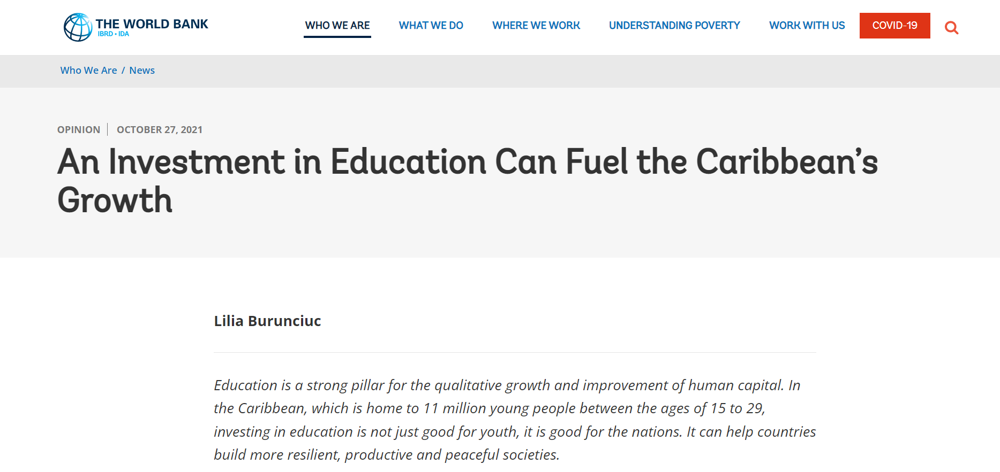 THE WORLD BANK
IBRD • IDA
WHO WE ARE
WHAT WE DO
WHERE WE WORK
UNDERSTANDING POVERTY
WORK WITH US
COVID-19
Who We Are / News
OPINION | OCTOBER 27, 2021
An Investment in Education Can Fuel the Caribbean’s
Growth
Lilia Burunciuc
Education is a strong pillar for the qualitative growth and improvement of human capital. In
the Caribbean, which is home to 11 million young people between the ages of 15 to 29,
investing in education is not just good for youth, it is good for the nations. It can help countries
build more resilient, productive and peaceful societies.